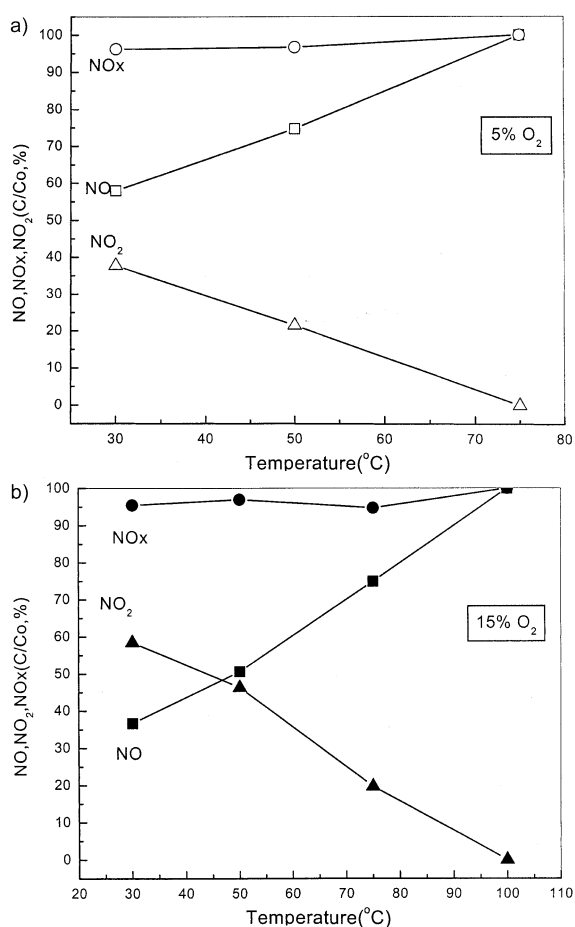 a)
NO,NOx,NO₂(C/Co,%)
100
90
80
70
60
50
40
30
20
10
0
NOx
NO
NO₂
5% O₂
30 40 50 60 70 80
Temperature(°C)
b)
NO,NO₂,NOx(C/Co,%)
100
90
80
70
60
50
40
30
20
10
0
NOx
NO₂
NO
15% O₂
20 30 40 50 60 70 80 90 100 110
Temperature(°C)